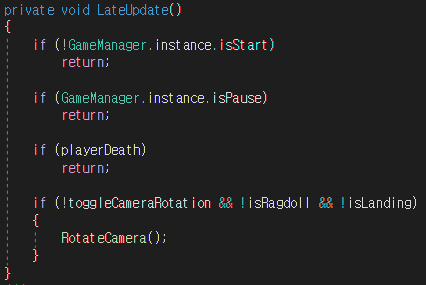 private void LateUpdate()
{
if (!GameManager.instance.isStart)
return;
if (GameManager.instance.isPause)
return;
if (playerDeath)
return;
if (!toggleCameraRotation && !isRagdoll && !isLanding)
{
RotateCamera();
}
}